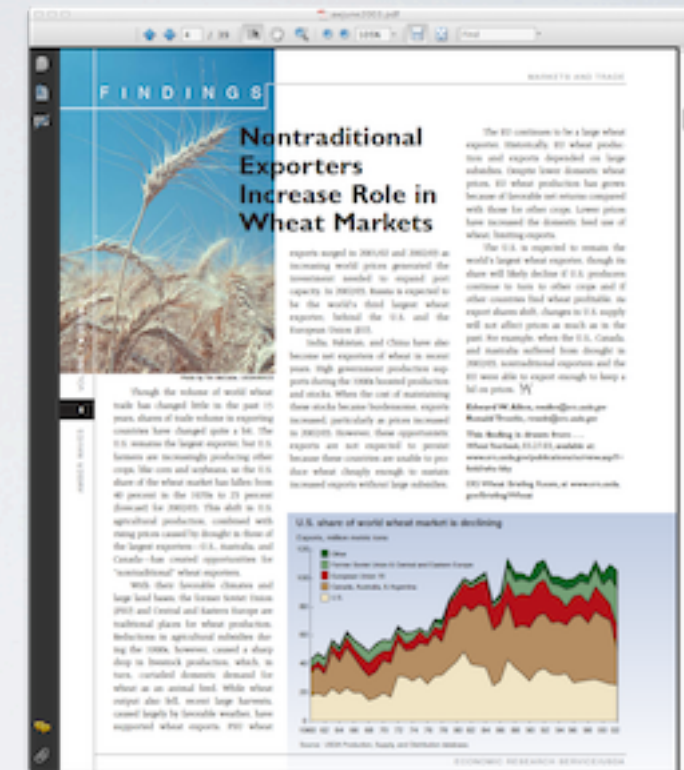 MARKETS AND TRADE
FINDINGS
Nontraditional
Exporters
Increase Role in
Wheat Markets
exports surged in 2001/02 and 2002/03 as
increasing world prices generated the
investment needed to expand port
capacity. In 2002/03, Russia is expected to
be the world's third largest wheat
exporter, behind the U.S. and the
European Union (EU).
India, Pakistan, and China have also
become net exporters of wheat in recent
years. High government production sup-
ports during the 1990s boosted production
and stocks. When the cost of maintaining
these stocks became burdensome, exports
increased, particularly as prices increased
in 2002/03. However, these opportunistic
exports are not expected to persist
because these countries are unable to pro-
duce wheat cheaply enough to sustain
increased exports without large subsidies.
The EU continues to be a large wheat
exporter. Historically, EU wheat produc-
tion and exports depended on large
subsidies. Despite lower domestic wheat
prices, EU wheat production has grown
because of favorable net returns compared
with those for other crops. Lower prices
have increased the domestic feed use of
wheat, limiting exports.
The U.S. is expected to remain the
world's largest wheat exporter, though its
share will likely decline if U.S. producers
continue to turn to other crops and if
other countries find wheat profitable. As
export shares shift, changes in U.S. supply
will not affect prices as much as in the
past. For example, when the U.S., Canada,
and Australia suffered from drought in
2002/03, nontraditional exporters and the
EU were able to export enough to keep a
lid on prices.
Though the volume of world wheat
trade has changed little in the past 15
years, shares of trade volume in exporting
countries have changed quite a bit. The
U.S. remains the largest exporter, but U.S.
farmers are increasingly producing other
crops, like corn and soybeans, so the U.S.
share of the wheat market has fallen from
40 percent in the 1970s to 25 percent
(forecast for 2002/03). This shift in U.S.
agricultural production, combined with
rising prices caused by drought in three of
the largest exporters—U.S., Australia, and
Canada—has created opportunities for
"nontraditional" wheat exporters.
With their favorable climates and
large land bases, the former Soviet Union
(FSU) and Central and Eastern Europe are
traditional places for wheat production.
Reductions in agricultural subsidies dur-
ing the 1990s, however, caused a sharp
drop in livestock production, which, in
turn, curtailed domestic demand for
wheat as an animal feed. While wheat
output also fell, recent large harvests,
caused largely by favorable weather, have
supported wheat exports. FSU wheat
U.S. share of world wheat market is declining
Exports, million metric tons
Other
Former Soviet Union & Central and Eastern Europe
European Union 15
Canada, Australia, & Argentina
U.S.
Source: USDA Production, Supply, and Distribution database.
ECONOMIC RESEARCH SERVICE/USDA